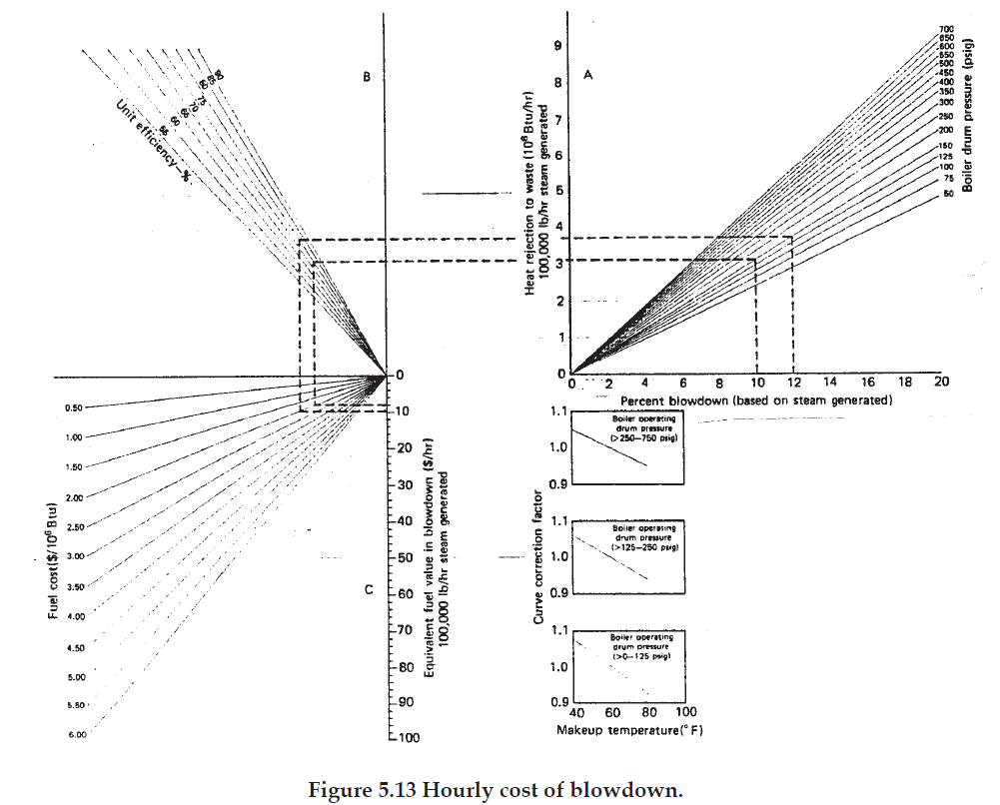 B
90
85
80
75
70
65
60
55
Unit efficiency—%
A
9
8
7
6
5
4
3
2
1
0
Heat rejection to waste (10⁶ Btu/hr)
100,000 lb/hr steam generated
700
650
600
550
500
450
400
350
300
250
200
150
125
100
75
50
Boiler drum pressure (psig)
0 2 4 6 8 10 12 14 16 18 20
Percent blowdown (based on steam generated)
0.50
1.00
1.50
2.00
2.50
3.00
3.50
4.00
4.50
5.00
5.50
6.00
Fuel cost($/10⁶ Btu)
C
0
10
20
30
40
50
60
70
80
90
100
Equivalent fuel value in blowdown ($/hr)
100,000 lb/hr steam generated
Curve correction factor
1.1
1.0
0.9
Boiler operating
drum pressure
(>250–750 psig)
1.1
1.0
0.9
Boiler operating
drum pressure
(>125–250 psig)
1.1
1.0
0.9
Boiler operating
drum pressure
(>0–125 psig)
40 60 80 100
Makeup temperature(°F)
Figure 5.13 Hourly cost of blowdown.